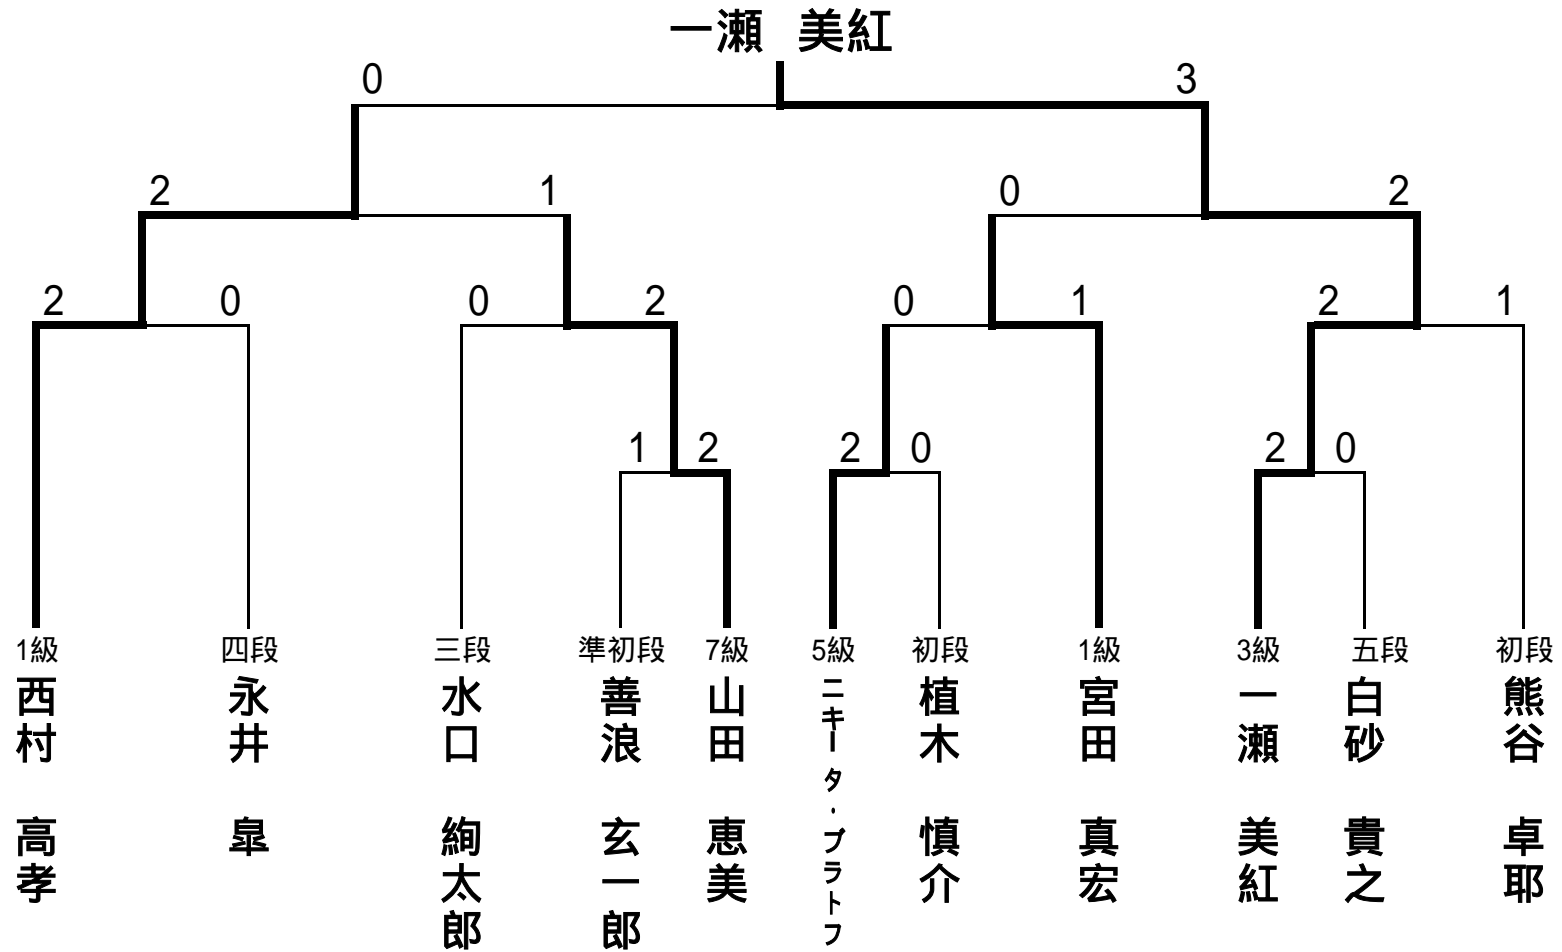 一瀬 美紅
0 3
2 1 0 2
2 0 0 2 0 1 2 1
1 2 2 0 2 0
1級 四段 三段 準初段 7級 5級 初段 1級 3級 五段 初段
西村 高孝
永井 皐
水口 絢太郎
善浪 玄一郎
山田 恵美
ニキータ・ブラトフ
植木 慎介
宮田 真宏
一瀬 美紅
白砂 貴之
熊谷 卓耶